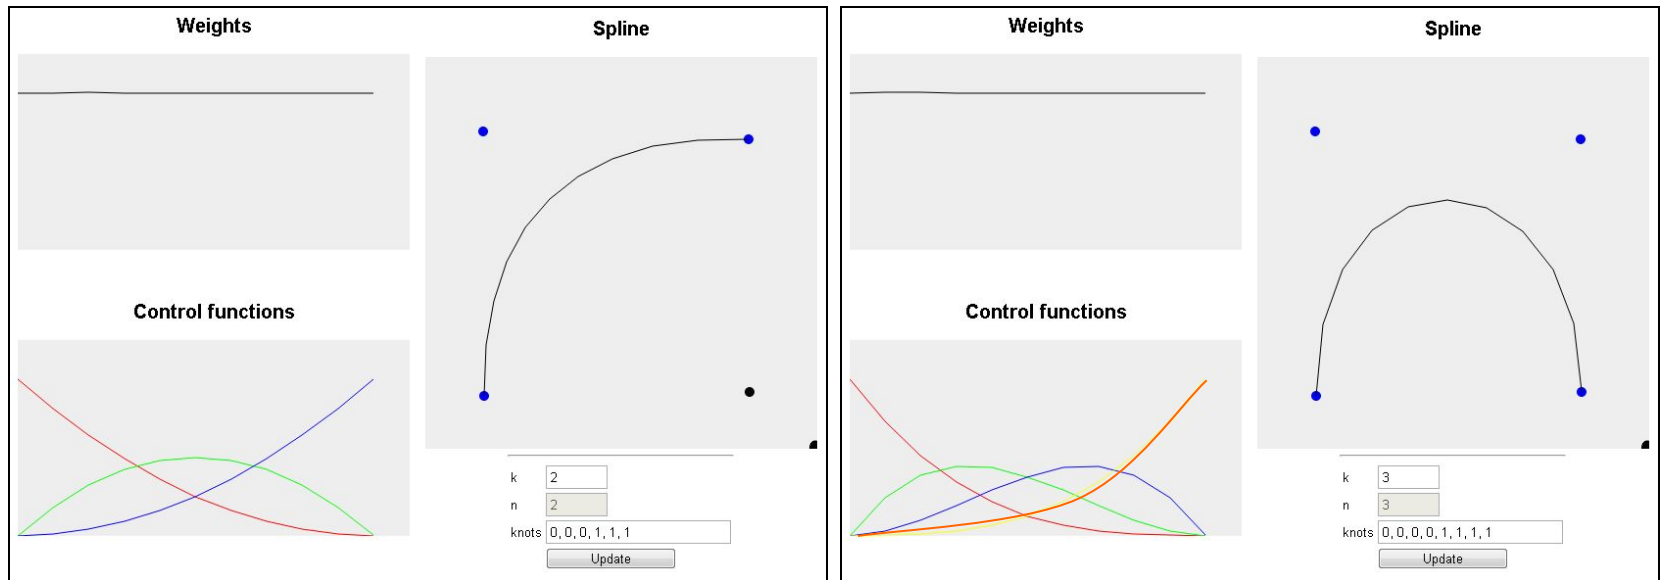 Weights
Spline
Control functions
k 2
n 2
knots 0, 0, 0, 1, 1, 1
Update
Weights
Spline
Control functions
k 3
n 3
knots 0, 0, 0, 0, 1, 1, 1, 1
Update